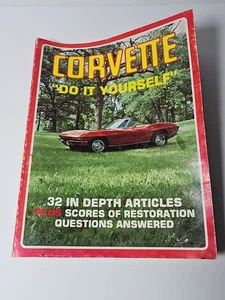 CORVETTE
"DO IT YOURSELF"
32 IN DEPTH ARTICLES
PLUS SCORES OF RESTORATION
QUESTIONS ANSWERED